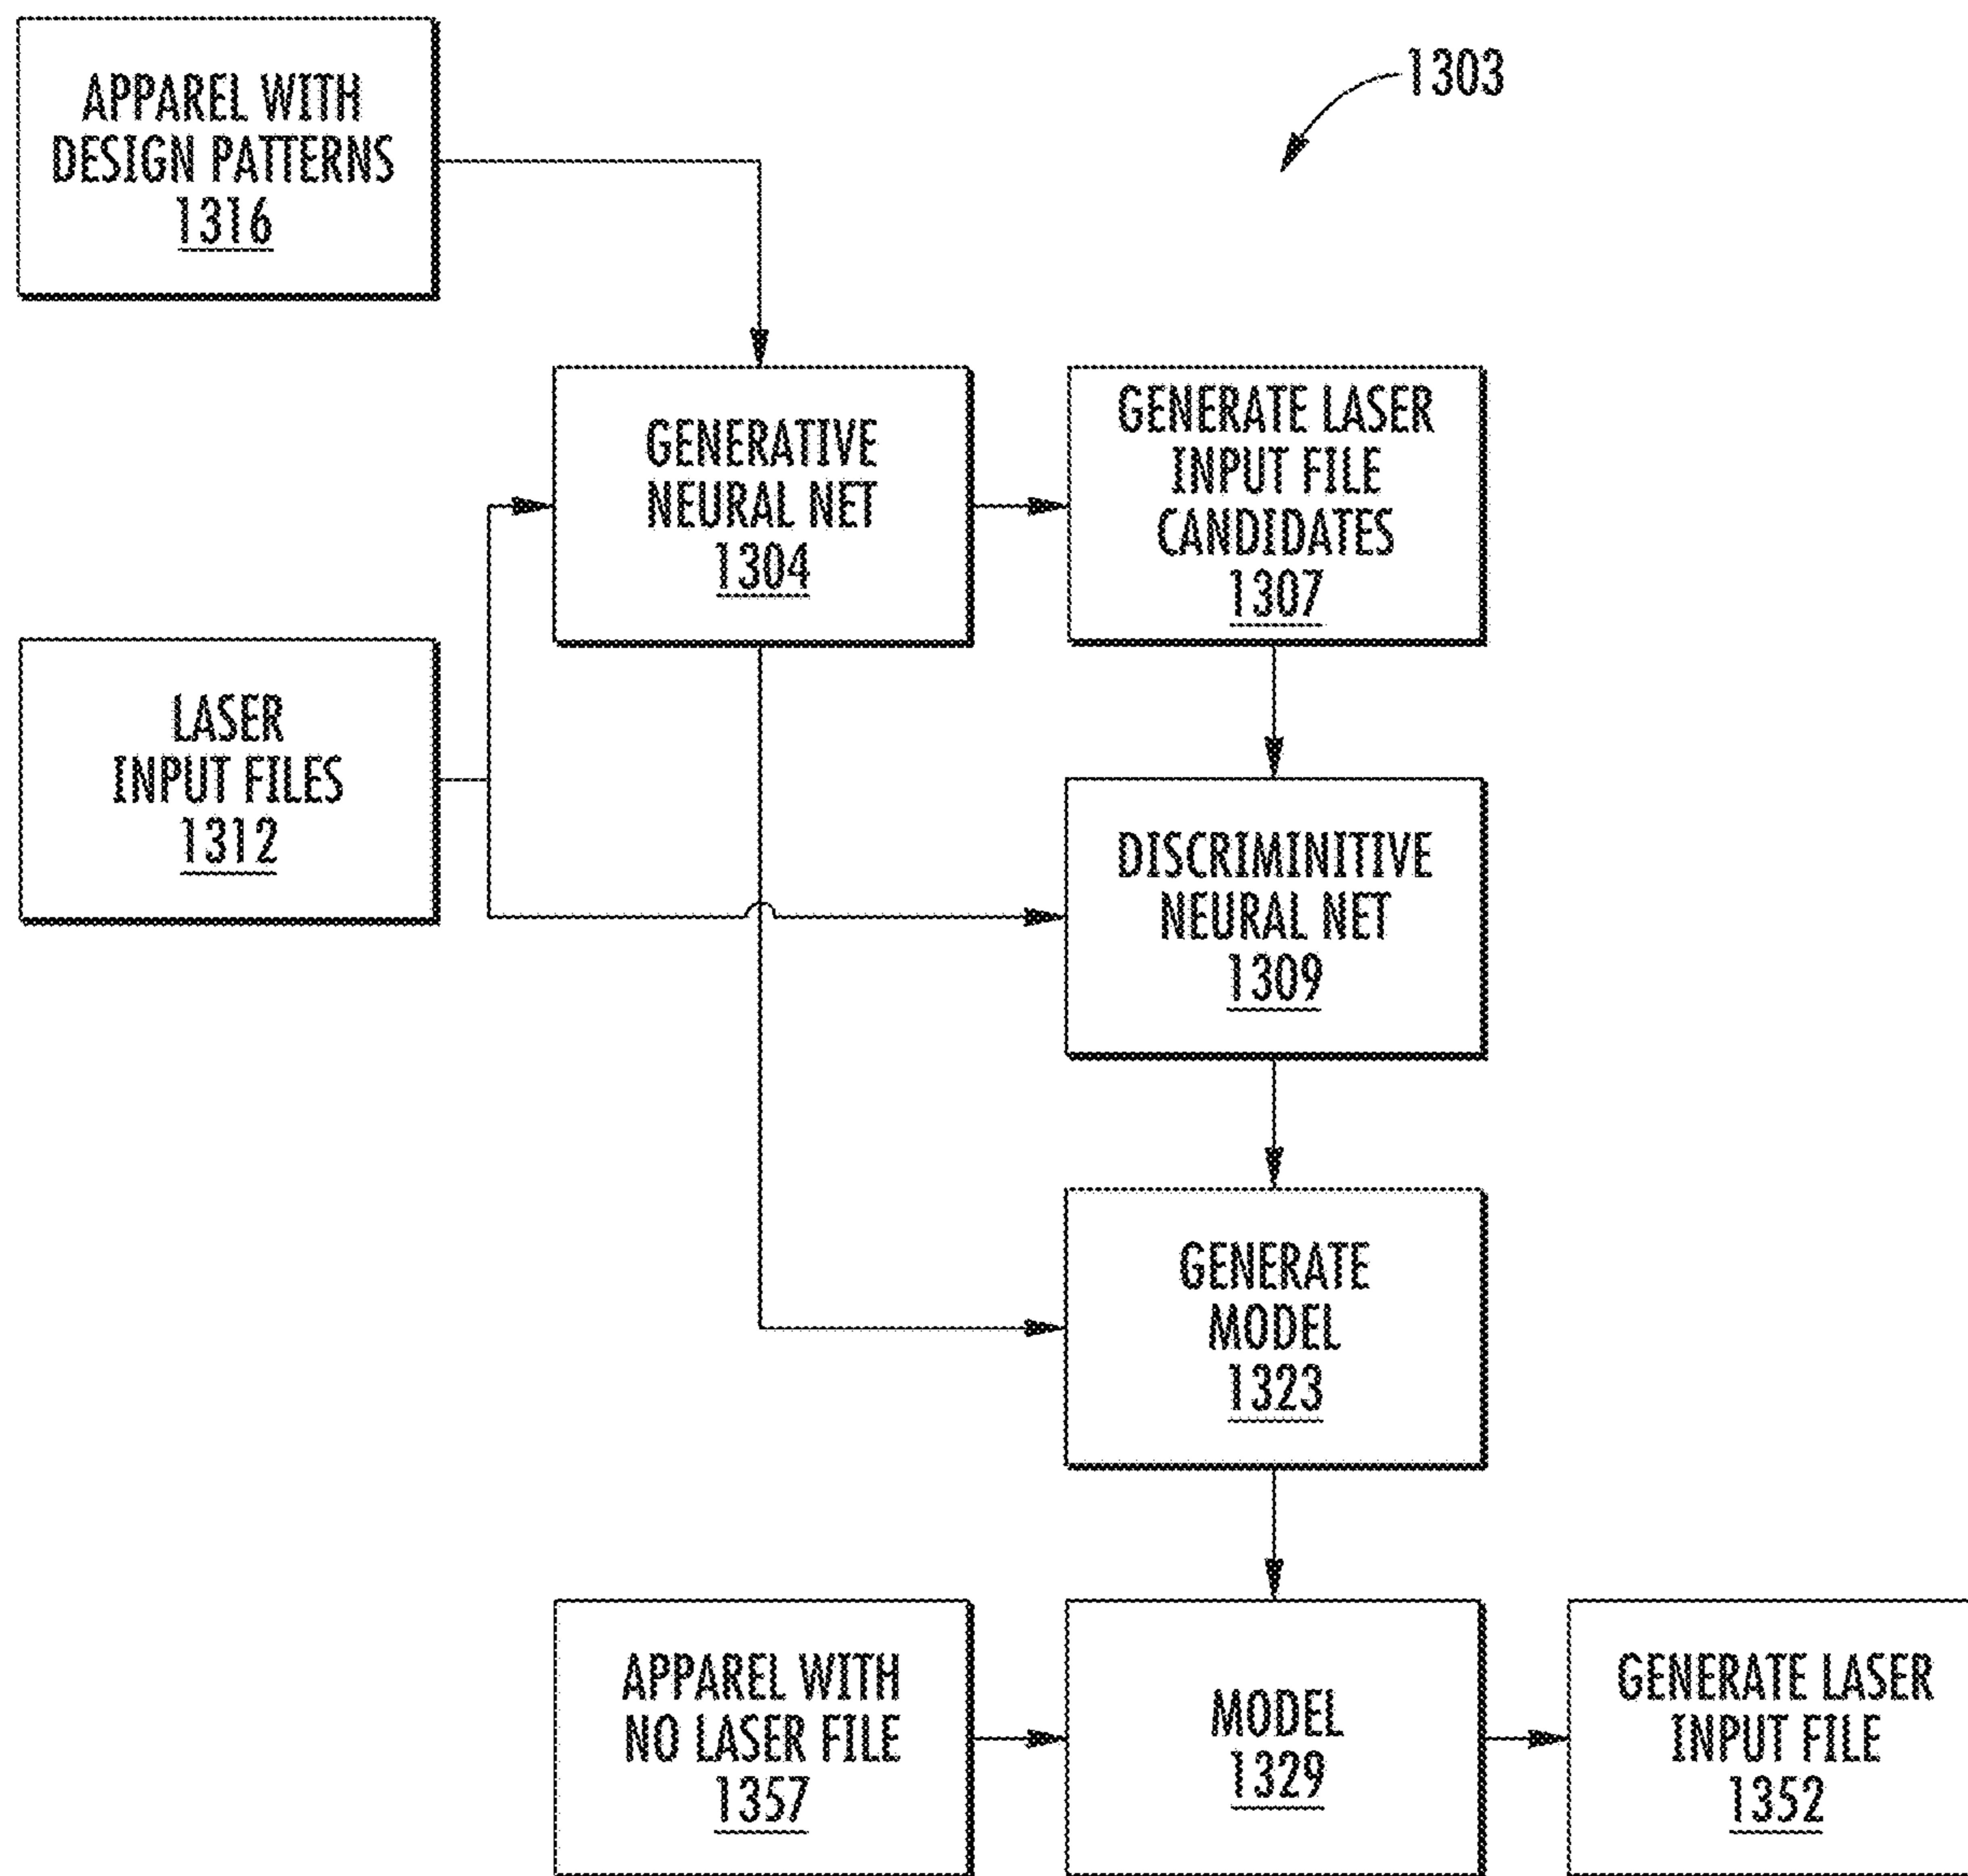 1303
APPAREL WITH
DESIGN PATTERNS
1316
GENERATIVE
NEURAL NET
1304
GENERATE LASER
INPUT FILE
CANDIDATES
1307
LASER
INPUT FILES
1312
DISCRIMINITIVE
NEURAL NET
1309
GENERATE
MODEL
1323
APPAREL WITH
NO LASER FILE
1357
MODEL
1329
GENERATE LASER
INPUT FILE
1352